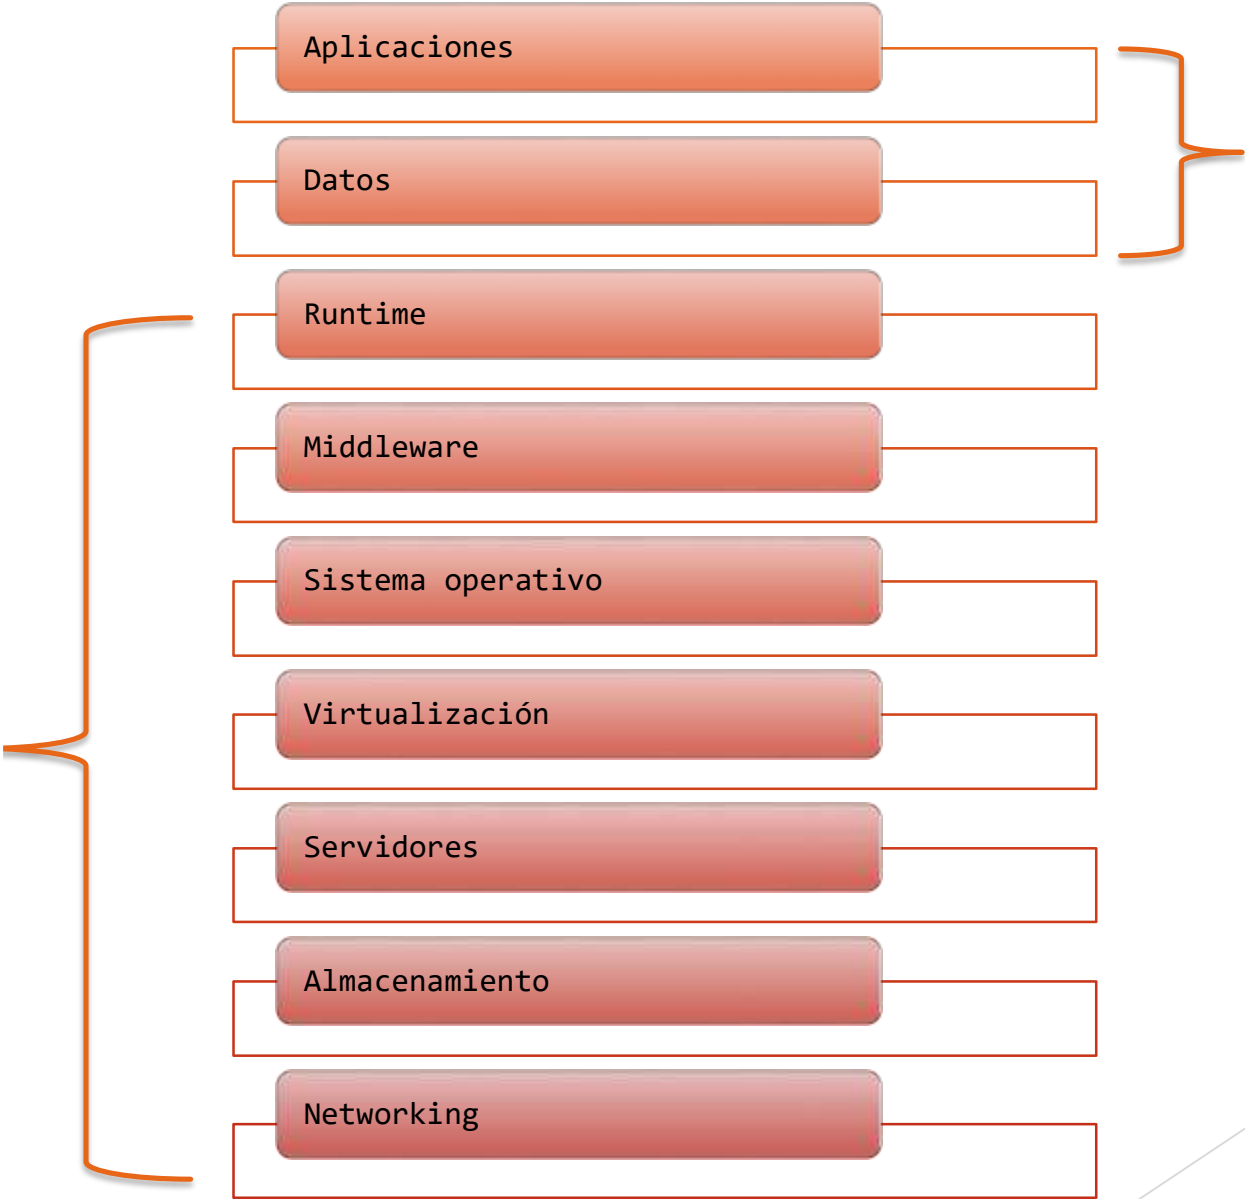 Aplicaciones
Datos
Runtime
Middleware
Sistema operativo
Virtualización
Servidores
Almacenamiento
Networking